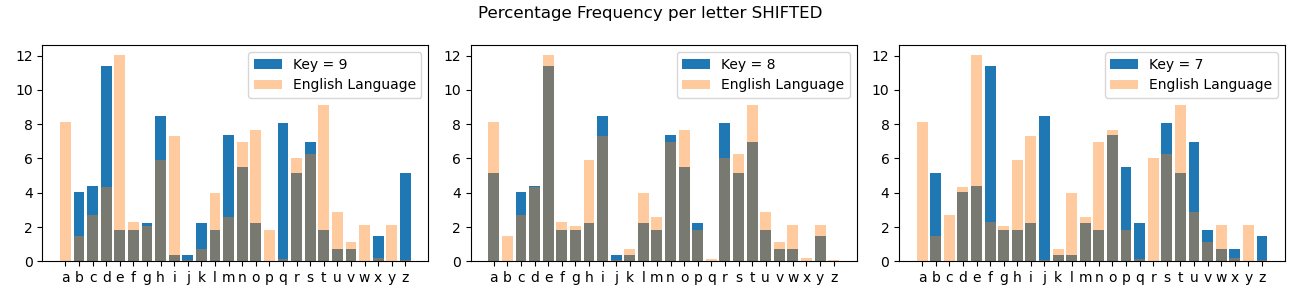 Percentage Frequency per letter SHIFTED
12
10
8
6
4
2
0
a b c d e f g h i j k l m n o p q r s t u v w x y z
Key = 9
English Language
12
10
8
6
4
2
0
a b c d e f g h i j k l m n o p q r s t u v w x y z
Key = 8
English Language
12
10
8
6
4
2
0
a b c d e f g h i j k l m n o p q r s t u v w x y z
Key = 7
English Language